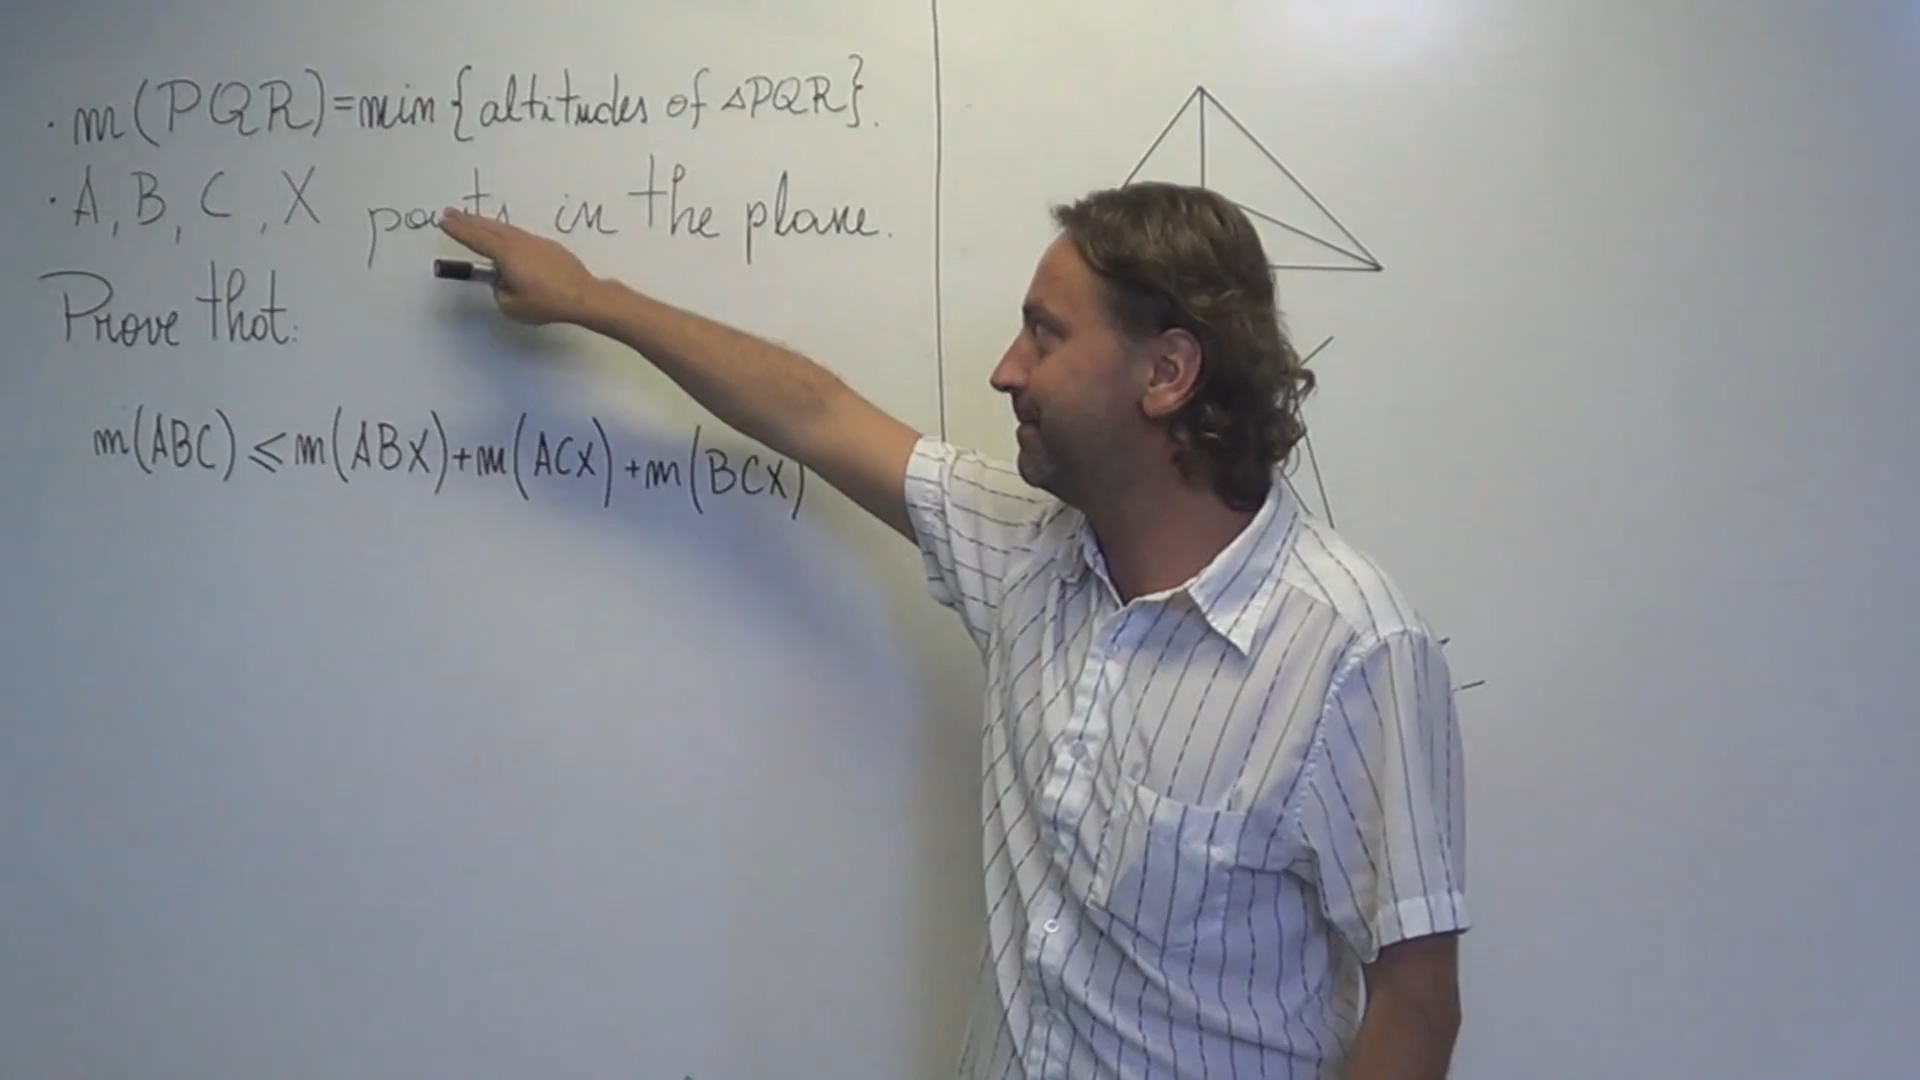 · m(PQR)=min{altitudes of △PQR}.
· A, B, C, X points in the plane.
Prove that:
m(ABC) ≤ m(ABX)+m(ACX)+m(BCX)